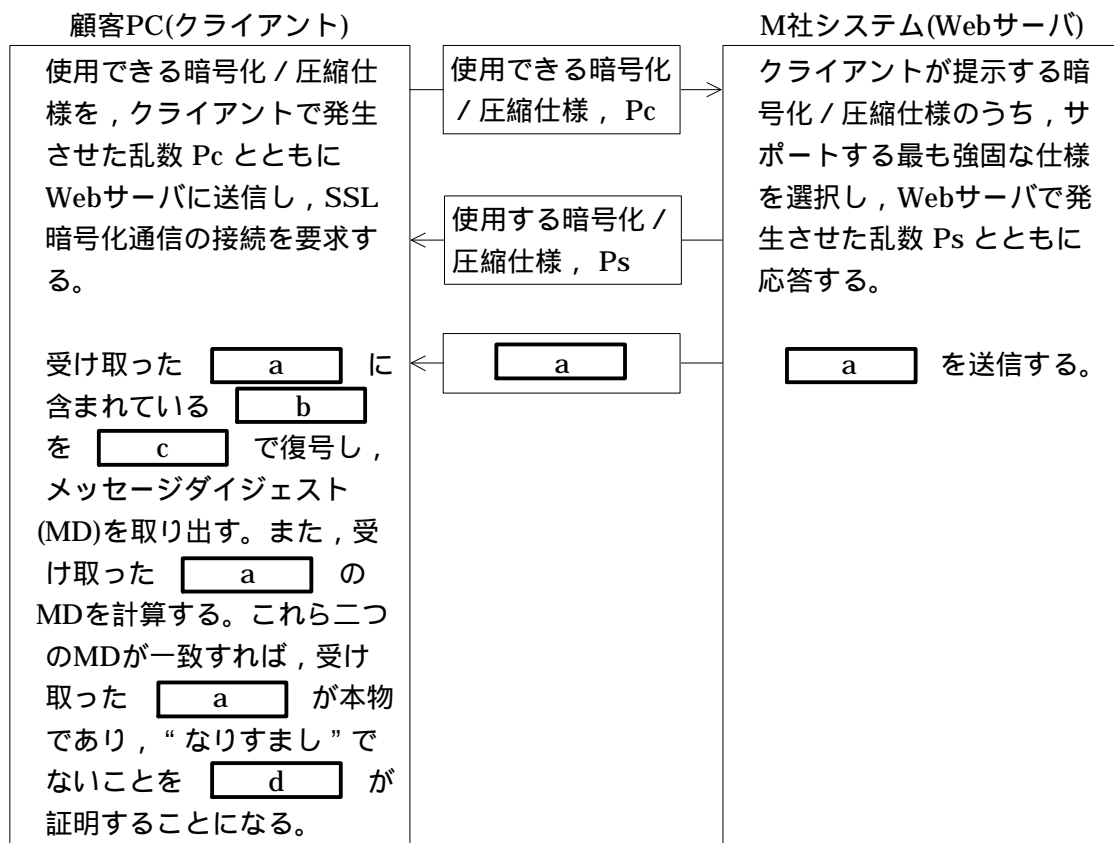 顧客PC(クライアント)
使用できる暗号化/圧縮仕
様を,クライアントで発生
させた乱数 Pc とともに
Webサーバに送信し,SSL
暗号化通信の接続を要求す
る。
受け取った a に
含まれている b
を c で復号し,
メッセージダイジェスト
(MD)を取り出す。また,受
け取った a の
MDを計算する。これら二つ
のMDが一致すれば,受け
取った a が本物
であり,“なりすまし”で
ないことを d が
証明することになる。
使用できる暗号化
/圧縮仕様, Pc
使用する暗号化/
圧縮仕様, Ps
a
M社システム(Webサーバ)
クライアントが提示する暗
号化/圧縮仕様のうち,サ
ポートする最も強固な仕様
を選択し,Webサーバで発
生させた乱数 Ps とともに
応答する。
a を送信する。